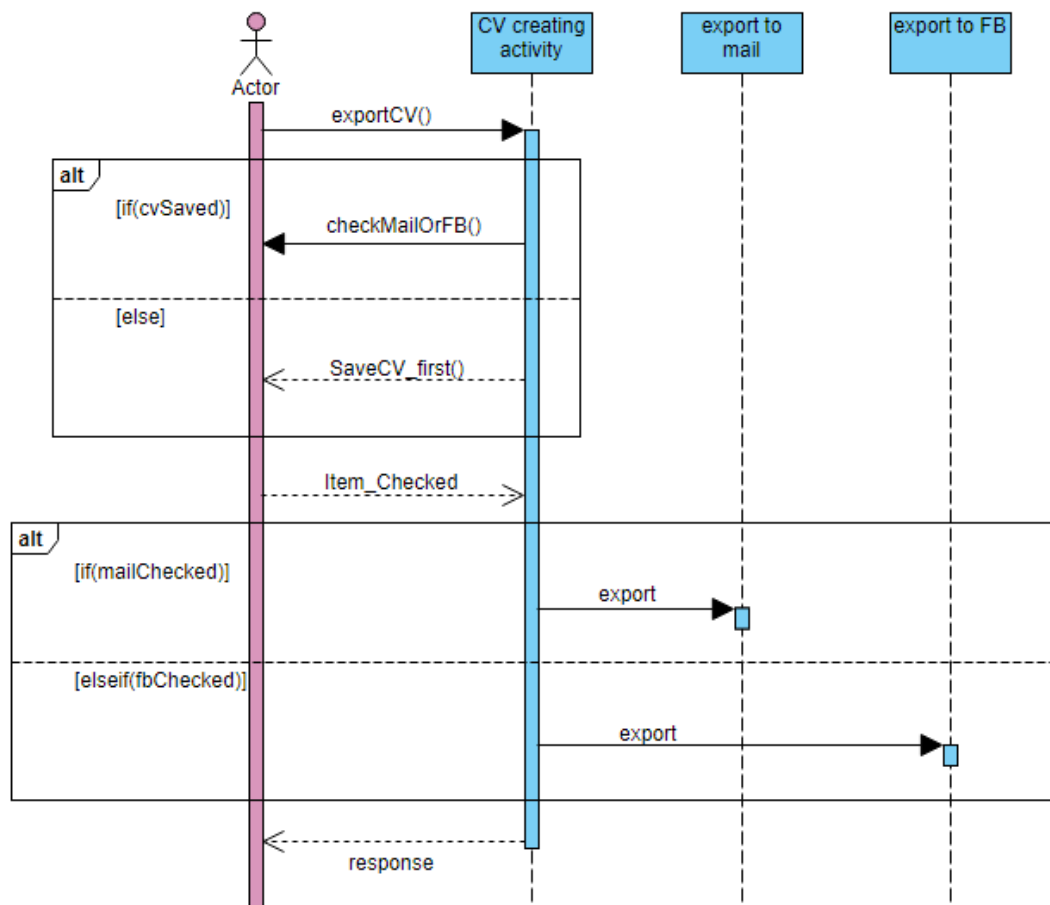 CV creating
activity
export to
mail
export to FB
Actor
exportCV()
alt
[if(cvSaved)]
checkMailOrFB()
[else]
SaveCV_first()
Item_Checked
alt
[if(mailChecked)]
export
[elseif(fbChecked)]
export
response